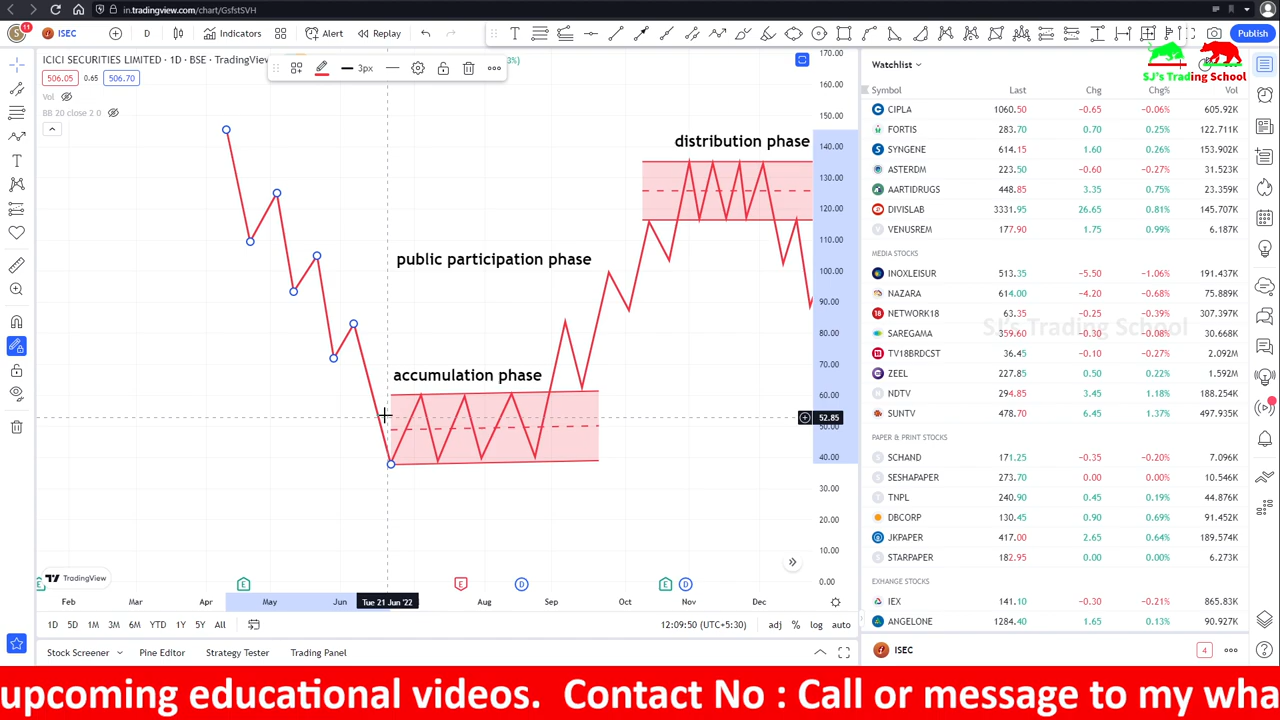 in.tradingview.com/chart/GsfstSVH
S 11 ISEC D Indicators Alert Replay Publish
ICICI SECURITIES LIMITED · 1D · BSE · TradingView 3%)
3px
506.05 0.65 506.70
Vol
BB 20 close 2 0
SJ's Trading School
170.00
160.00
150.00
140.00
130.00
120.00
110.00
100.00
90.00
80.00
70.00
60.00
52.85
50.00
40.00
30.00
20.00
10.00
0.00
distribution phase
public participation phase
accumulation phase
TradingView
E E E D E D
Feb Mar Apr May Jun Tue 21 Jun '22 Aug Sep Oct Nov Dec
1D 5D 1M 3M 6M YTD 1Y 5Y All 12:09:50 (UTC+5:30) adj % log auto
Stock Screener Pine Editor Strategy Tester Trading Panel
Watchlist
Symbol Last Chg Chg% Vol
CIPLA 1060.50 −0.65 −0.06% 605.92K
FORTIS 283.70 0.70 0.25% 122.711K
SYNGENE 614.15 1.60 0.26% 153.902K
ASTERDM 223.50 −0.60 −0.27% 31.523K
AARTIDRUGS 448.85 3.35 0.75% 23.359K
DIVISLAB 3331.95 26.65 0.81% 145.707K
VENUSREM 177.90 1.75 0.99% 6.187K
MEDIA STOCKS
INOXLEISUR 513.35 −5.50 −1.06% 191.437K
NAZARA 614.00 −4.20 −0.68% 75.889K
NETWORK18 63.35 −0.25 −0.39% 307.397K
SJ's Trading School
SAREGAMA 359.60 −0.30 −0.08% 30.668K
TV18BRDCST 36.45 −0.10 −0.27% 2.092M
ZEEL 227.85 0.50 0.22% 572.49K
NDTV 294.85 3.45 1.18% 188.254K
SUNTV 478.70 6.45 1.37% 497.935K
PAPER & PRINT STOCKS
SCHAND 171.25 −0.35 −0.20% 7.096K
SESHAPAPER 273.70 0.00 0.00% 10.546K
TNPL 240.90 0.45 0.19% 44.876K
DBCORP 130.45 0.90 0.69% 91.452K
JKPAPER 417.00 2.65 0.64% 179.574K
STARPAPER 182.95 0.00 0.00% 6.273K
EXHANGE STOCKS
IEX 141.10 −0.30 −0.21% 865.83K
ANGELONE 1284.40 1.65 0.13% 90.927K
ISEC 4
upcoming educational videos. Contact No : Call or message to my wha